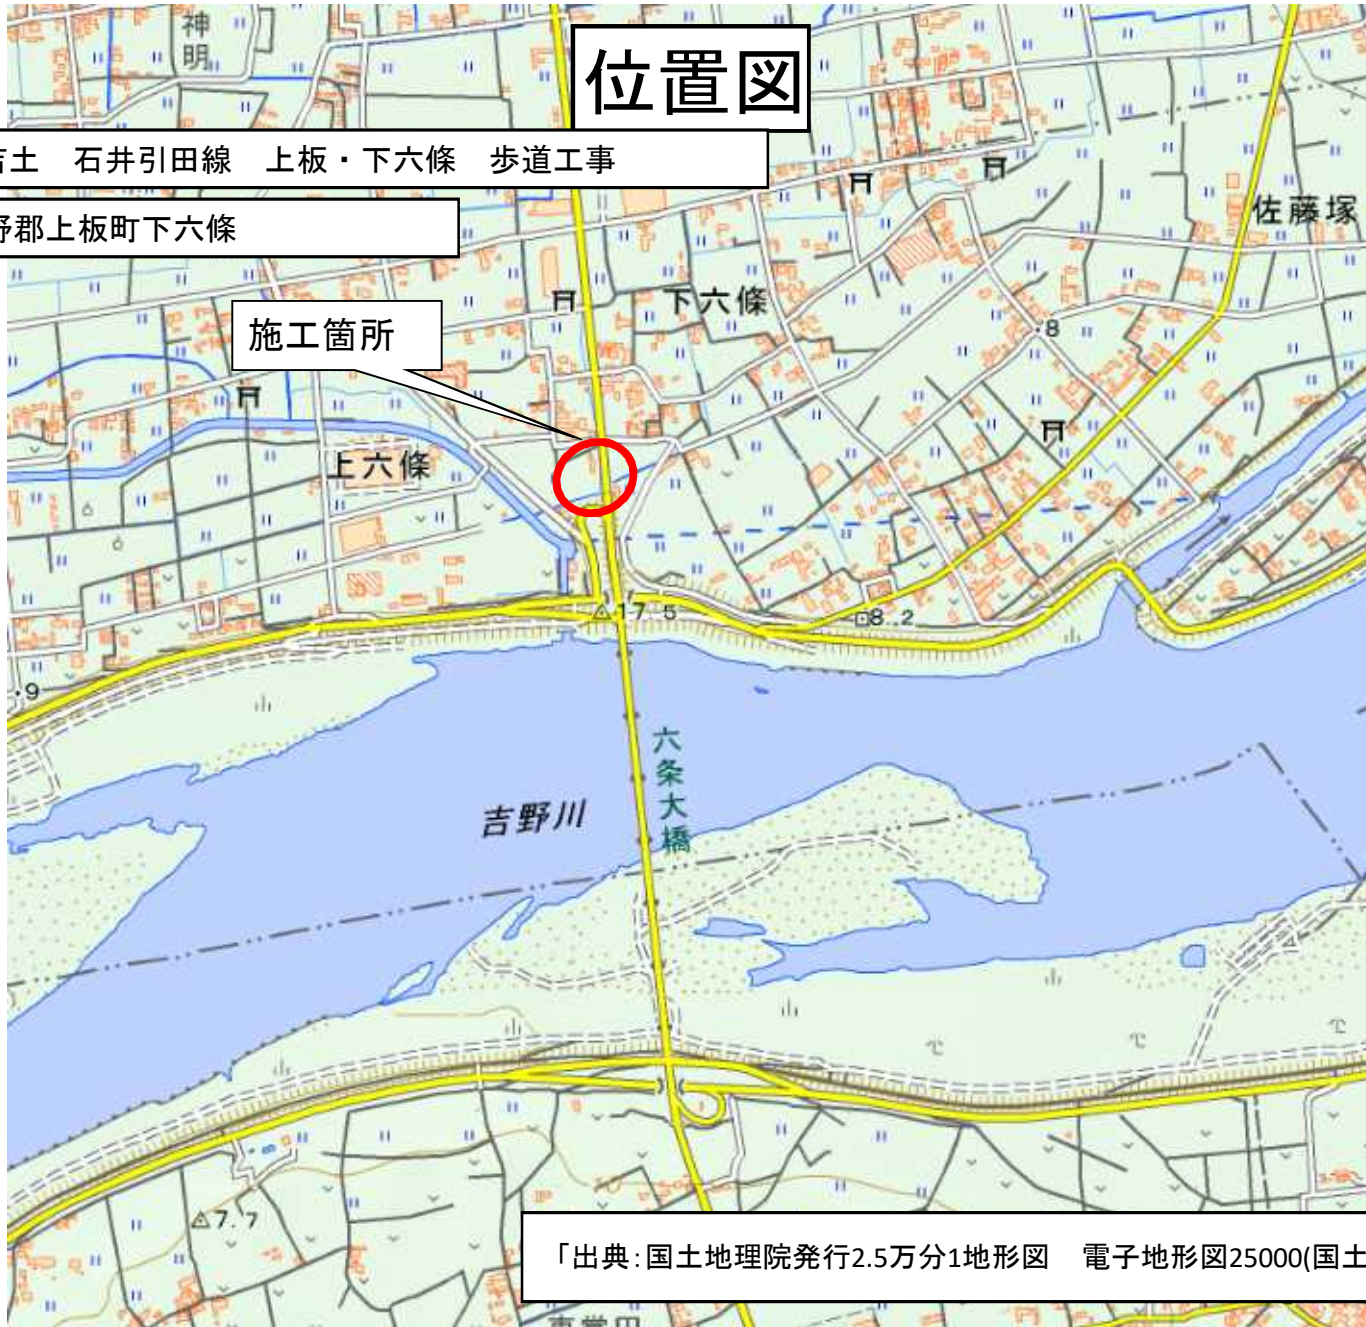 神明
位置図
吉土　石井引田線　上板・下六條　歩道工事
野郡上板町下六條
佐藤塚
下六條
施工箇所
8
上六條
17.5
8.2
9
六条大橋
吉野川
7.7
「出典：国土地理院発行2.5万分1地形図　電子地形図25000(国土